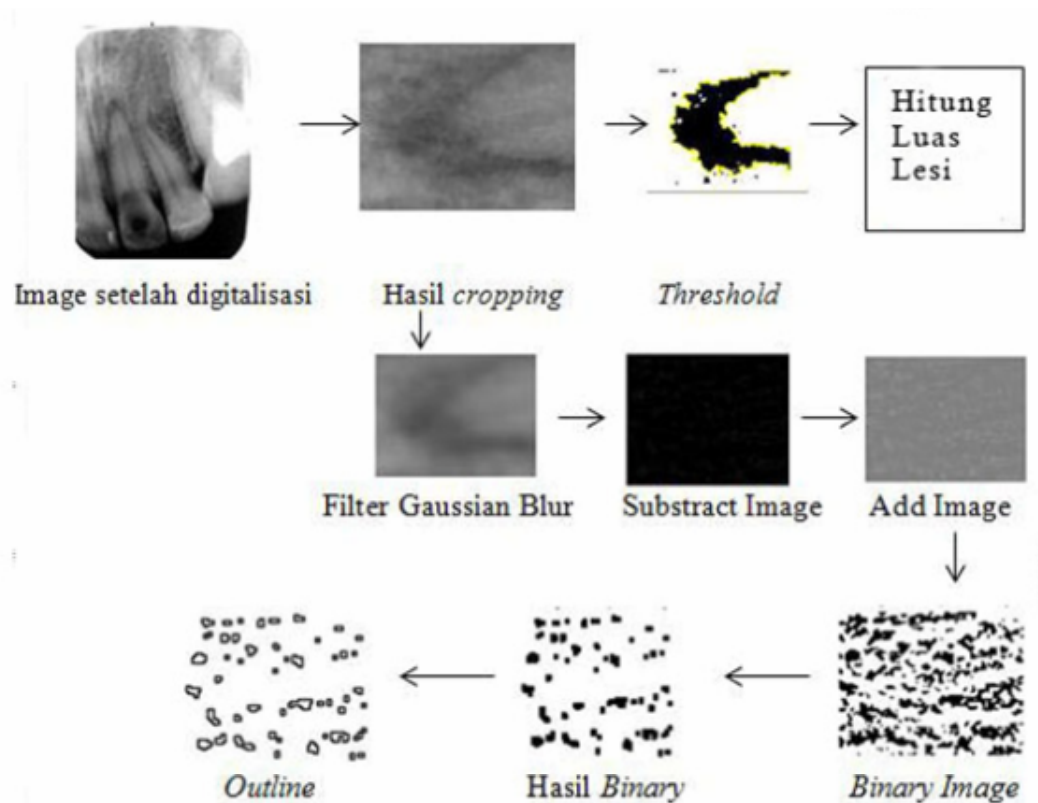 Hitung
Luas
Lesi
Image setelah digitalisasi
Hasil cropping
Threshold
Filter Gaussian Blur
Substract Image
Add Image
Outline
Hasil Binary
Binary Image